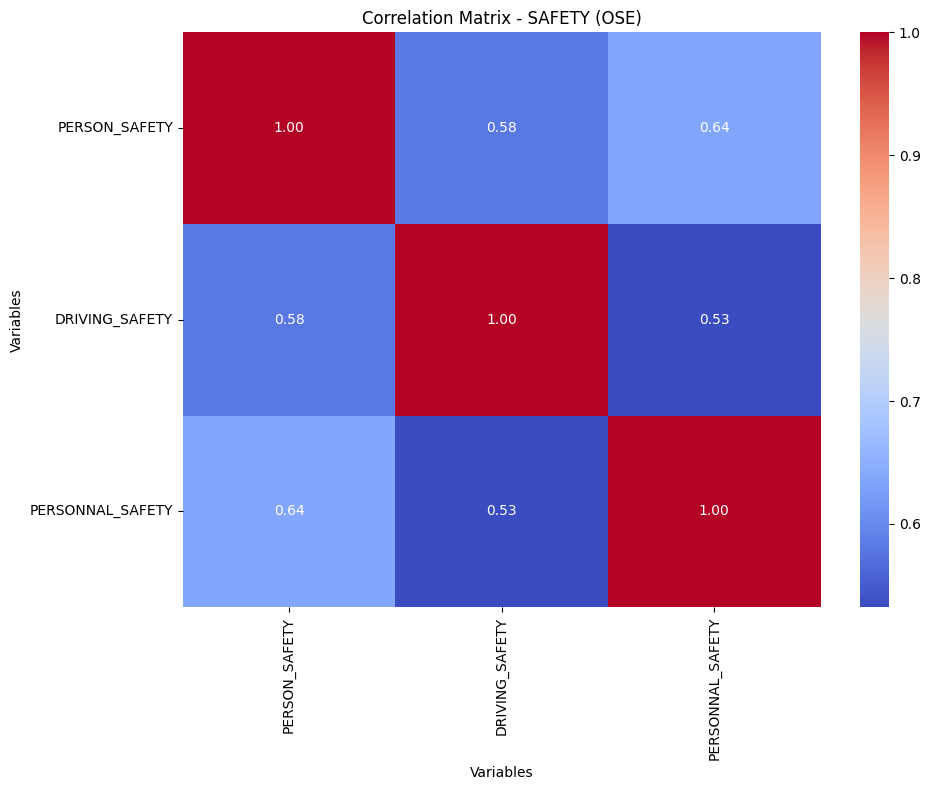 Correlation Matrix - SAFETY (OSE)
Variables
PERSON_SAFETY
1.00 0.58 0.64
DRIVING_SAFETY
0.58 1.00 0.53
PERSONNAL_SAFETY
0.64 0.53 1.00
PERSON_SAFETY
DRIVING_SAFETY
PERSONNAL_SAFETY
Variables
1.0
0.9
0.8
0.7
0.6